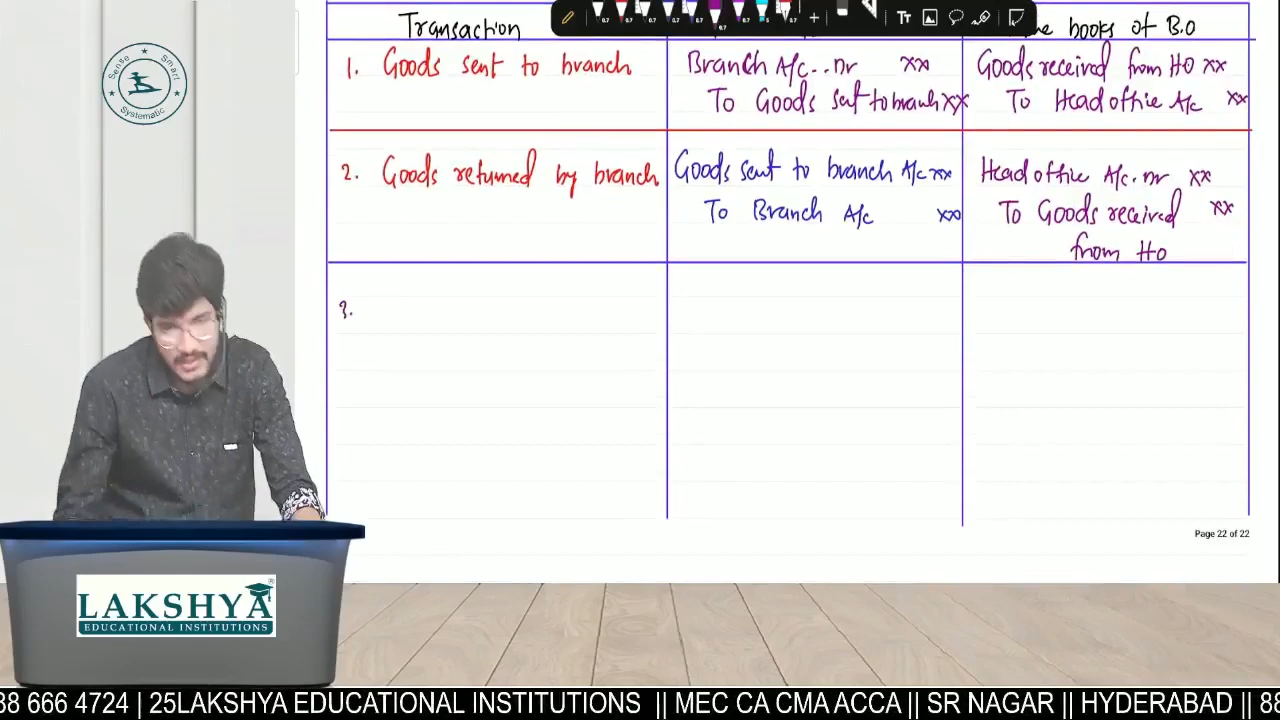 Transaction
books of B.O
1. Goods sent to branch
Branch A/c..Dr xx
To Goods sent to branch xx
Goods received from HO xx
To Head office A/c xx
2. Goods returned by branch
Goods sent to branch A/c xx
To Branch A/c xx
Head office A/c. Dr xx
To Goods received xx
from HO
3.
Page 22 of 22
Sense Smart Systematic
LAKSHYA
EDUCATIONAL INSTITUTIONS
38 666 4724 | 25LAKSHYA EDUCATIONAL INSTITUTIONS || MEC CA CMA ACCA || SR NAGAR || HYDERABAD || 88